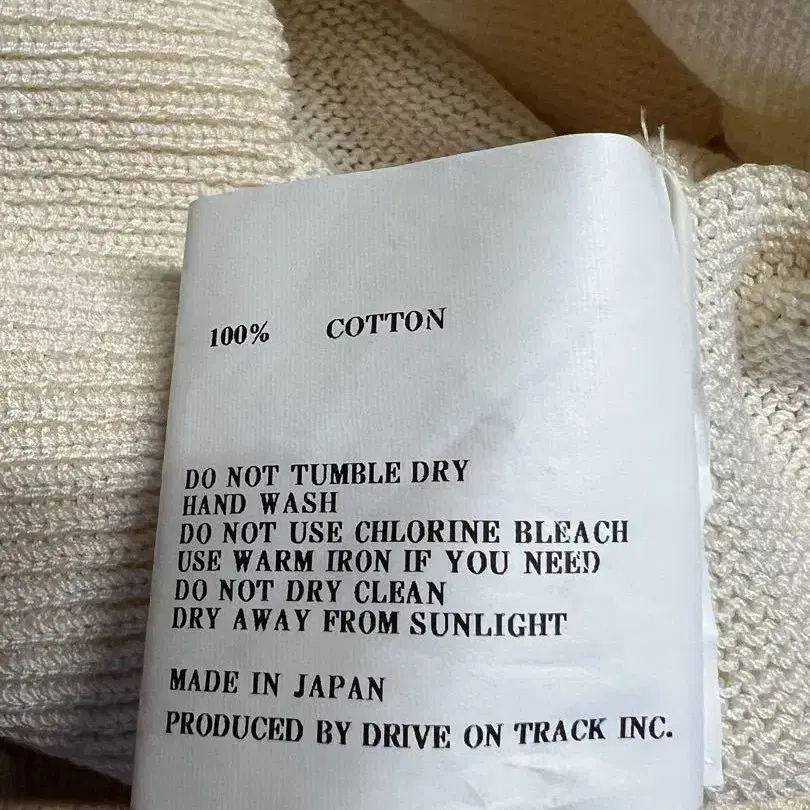 100% COTTON
DO NOT TUMBLE DRY
HAND WASH
DO NOT USE CHLORINE BLEACH
USE WARM IRON IF YOU NEED
DO NOT DRY CLEAN
DRY AWAY FROM SUNLIGHT
MADE IN JAPAN
PRODUCED BY DRIVE ON TRACK INC.